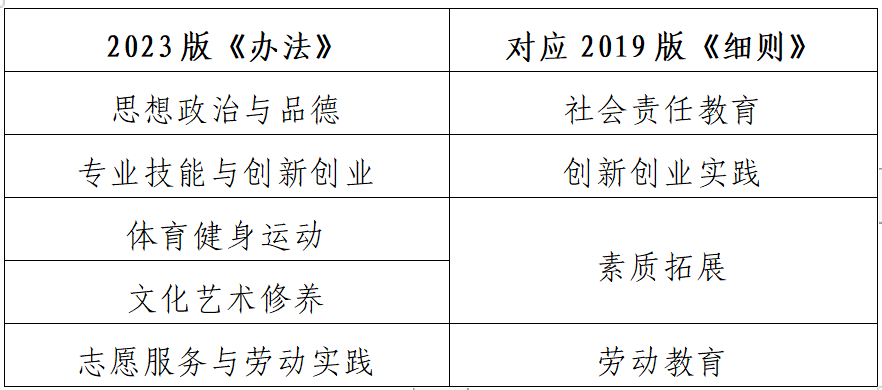 2023版《办法》
对应2019版《细则》
思想政治与品德
社会责任教育
专业技能与创新创业
创新创业实践
体育健身运动
素质拓展
文化艺术修养
志愿服务与劳动实践
劳动教育